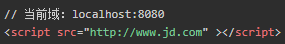 // 当前域：localhost:8080
<script src="http://www.jd.com" ></script>